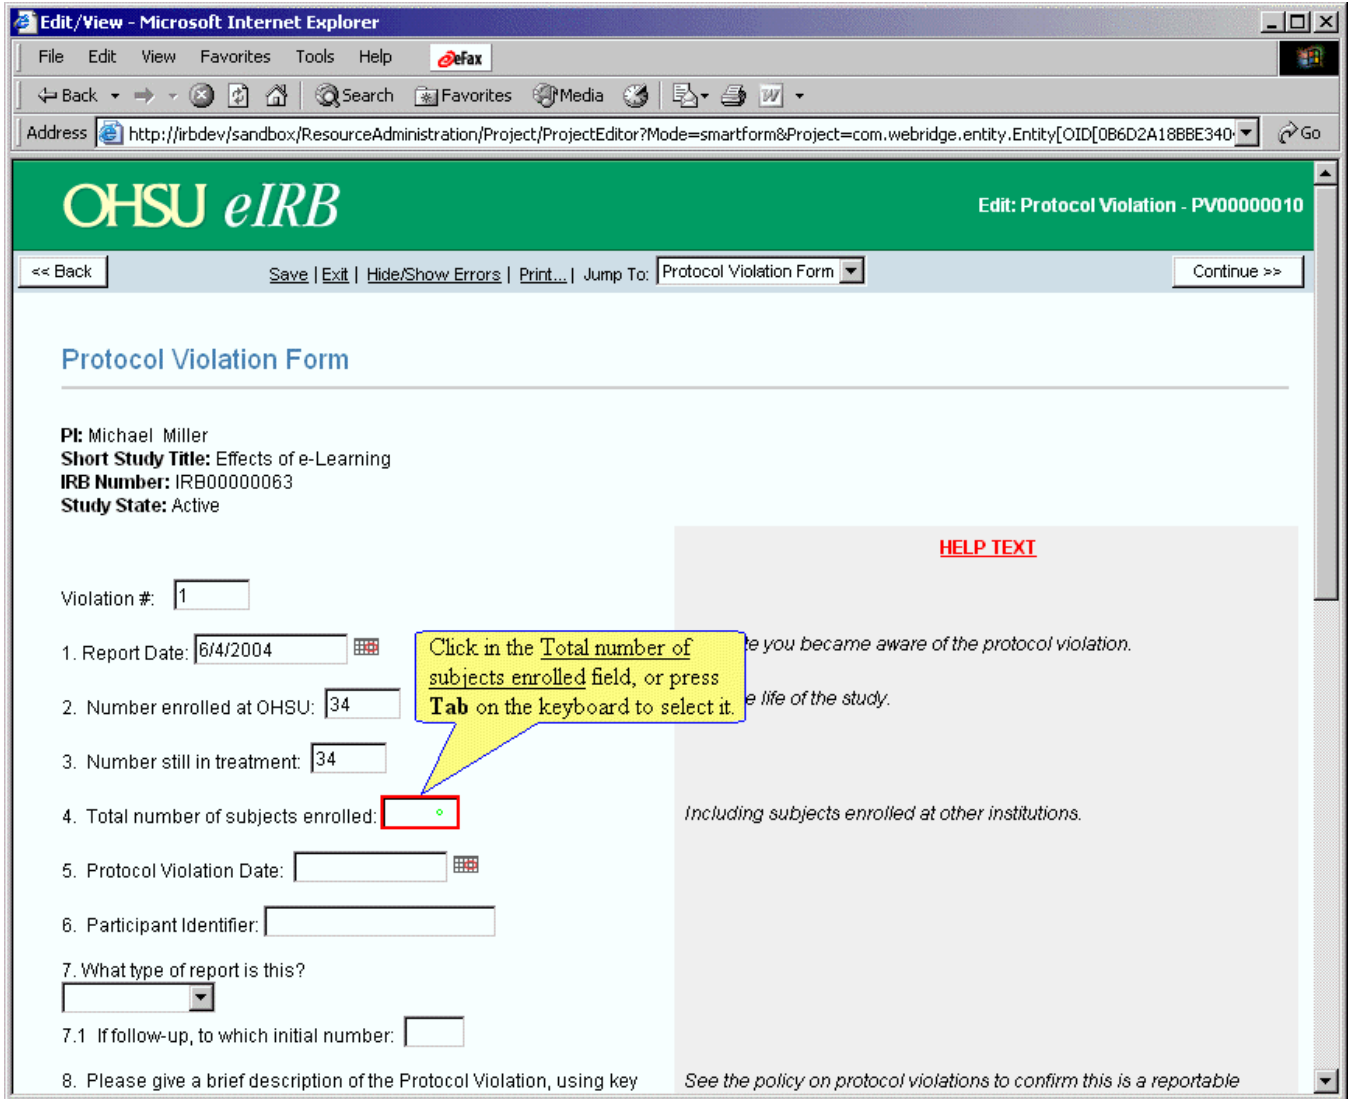 Edit/View - Microsoft Internet Explorer
File Edit View Favorites Tools Help eFax
Back Search Favorites Media
Address http://irbdev/sandbox/ResourceAdministration/Project/ProjectEditor?Mode=smartform&Project=com.webridge.entity.Entity[OID[0B6D2A18BBE340 Go
OHSU eIRB Edit: Protocol Violation - PV00000010
<< Back Save | Exit | Hide/Show Errors | Print... | Jump To: Protocol Violation Form Continue >>
Protocol Violation Form
PI: Michael Miller
Short Study Title: Effects of e-Learning
IRB Number: IRB00000063
Study State: Active
HELP TEXT
Violation #: 1
1. Report Date: 6/4/2004
you became aware of the protocol violation.
Click in the Total number of
subjects enrolled field, or press
Tab on the keyboard to select it.
2. Number enrolled at OHSU: 34
life of the study.
3. Number still in treatment: 34
4. Total number of subjects enrolled:
Including subjects enrolled at other institutions.
5. Protocol Violation Date:
6. Participant Identifier:
7. What type of report is this?
7.1 If follow-up, to which initial number:
8. Please give a brief description of the Protocol Violation, using key
See the policy on protocol violations to confirm this is a reportable